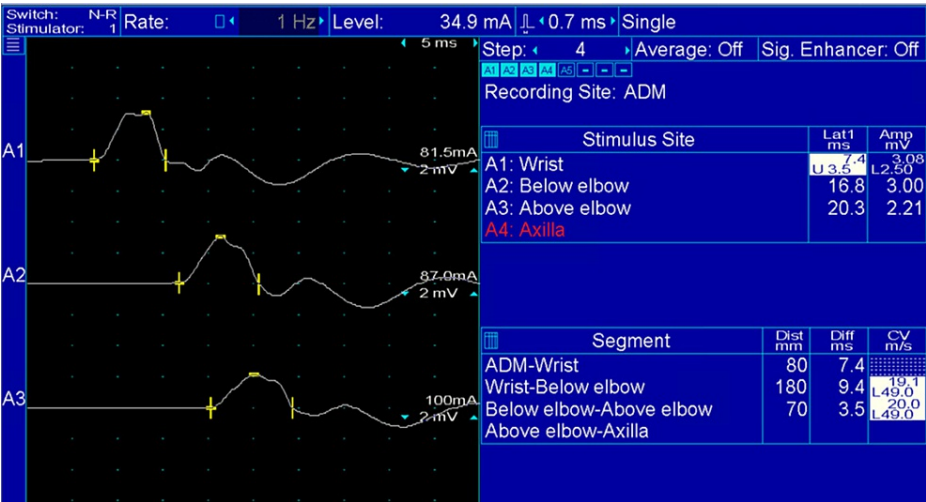 Switch: N-R
Stimulator: 1
Rate: 1 Hz Level: 34.9 mA 0.7 ms Single
5 ms
Step: 4 Average: Off Sig. Enhancer: Off
A1 A2 A3 A4 A5 - - -
Recording Site: ADM
Stimulus Site Lat1 ms Amp mV
A1: Wrist 7.4 U 3.5 3.08 L2.50
A2: Below elbow 16.8 3.00
A3: Above elbow 20.3 2.21
A4: Axilla
Segment Dist mm Diff ms CV m/s
ADM-Wrist 80 7.4
Wrist-Below elbow 180 9.4 19.1 L49.0
Below elbow-Above elbow 70 3.5 20.0 L49.0
Above elbow-Axilla
A1 81.5mA
2 mV
A2 87.0mA
2 mV
A3 100mA
2 mV